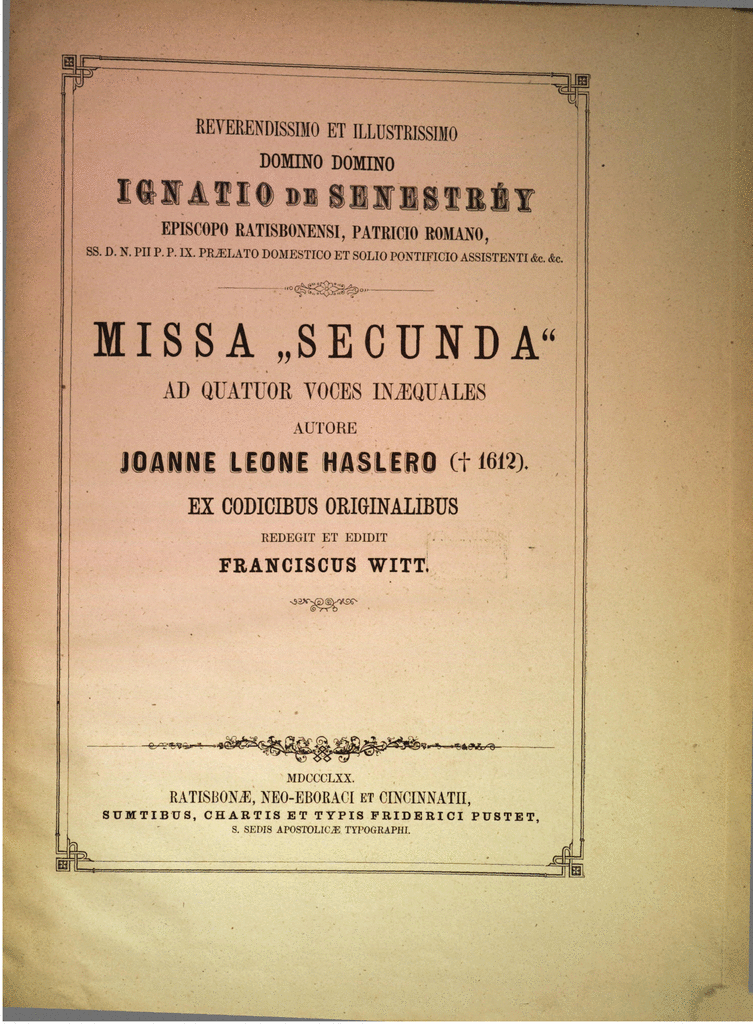 REVERENDISSIMO ET ILLUSTRISSIMO
DOMINO DOMINO
IGNATIO DE SENESTRÉY
EPISCOPO RATISBONENSI, PATRICIO ROMANO,
SS. D. N. PII P. P. IX. PRÆLATO DOMESTICO ET SOLIO PONTIFICIO ASSISTENTI &c. &c.
MISSA „SECUNDA“
AD QUATUOR VOCES INÆQUALES
AUTORE
JOANNE LEONE HASLERO († 1612).
EX CODICIBUS ORIGINALIBUS
REDEGIT ET EDIDIT
FRANCISCUS WITT.
MDCCCLXX.
RATISBONÆ, NEO-EBORACI ET CINCINNATII,
SUMTIBUS, CHARTIS ET TYPIS FRIDERICI PUSTET,
S. SEDIS APOSTOLICÆ TYPOGRAPHI.